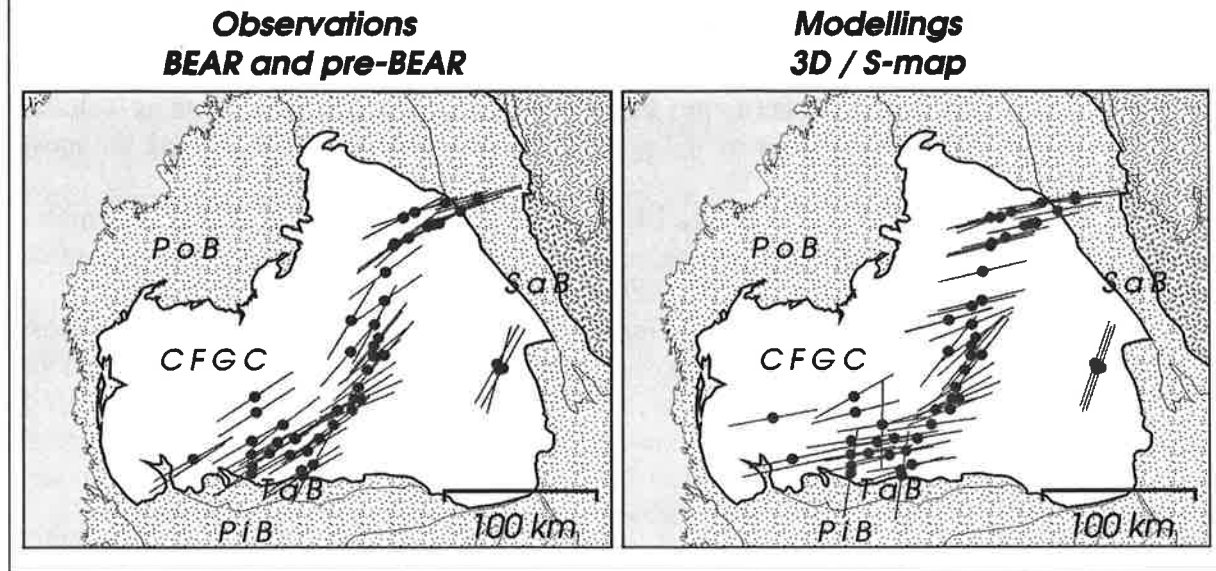 Observations
BEAR and pre-BEAR
Modellings
3D / S-map
PoB
SaB
CFGC
TaB
PiB
100 km
PoB
SaB
CFGC
TaB
PiB
100 km